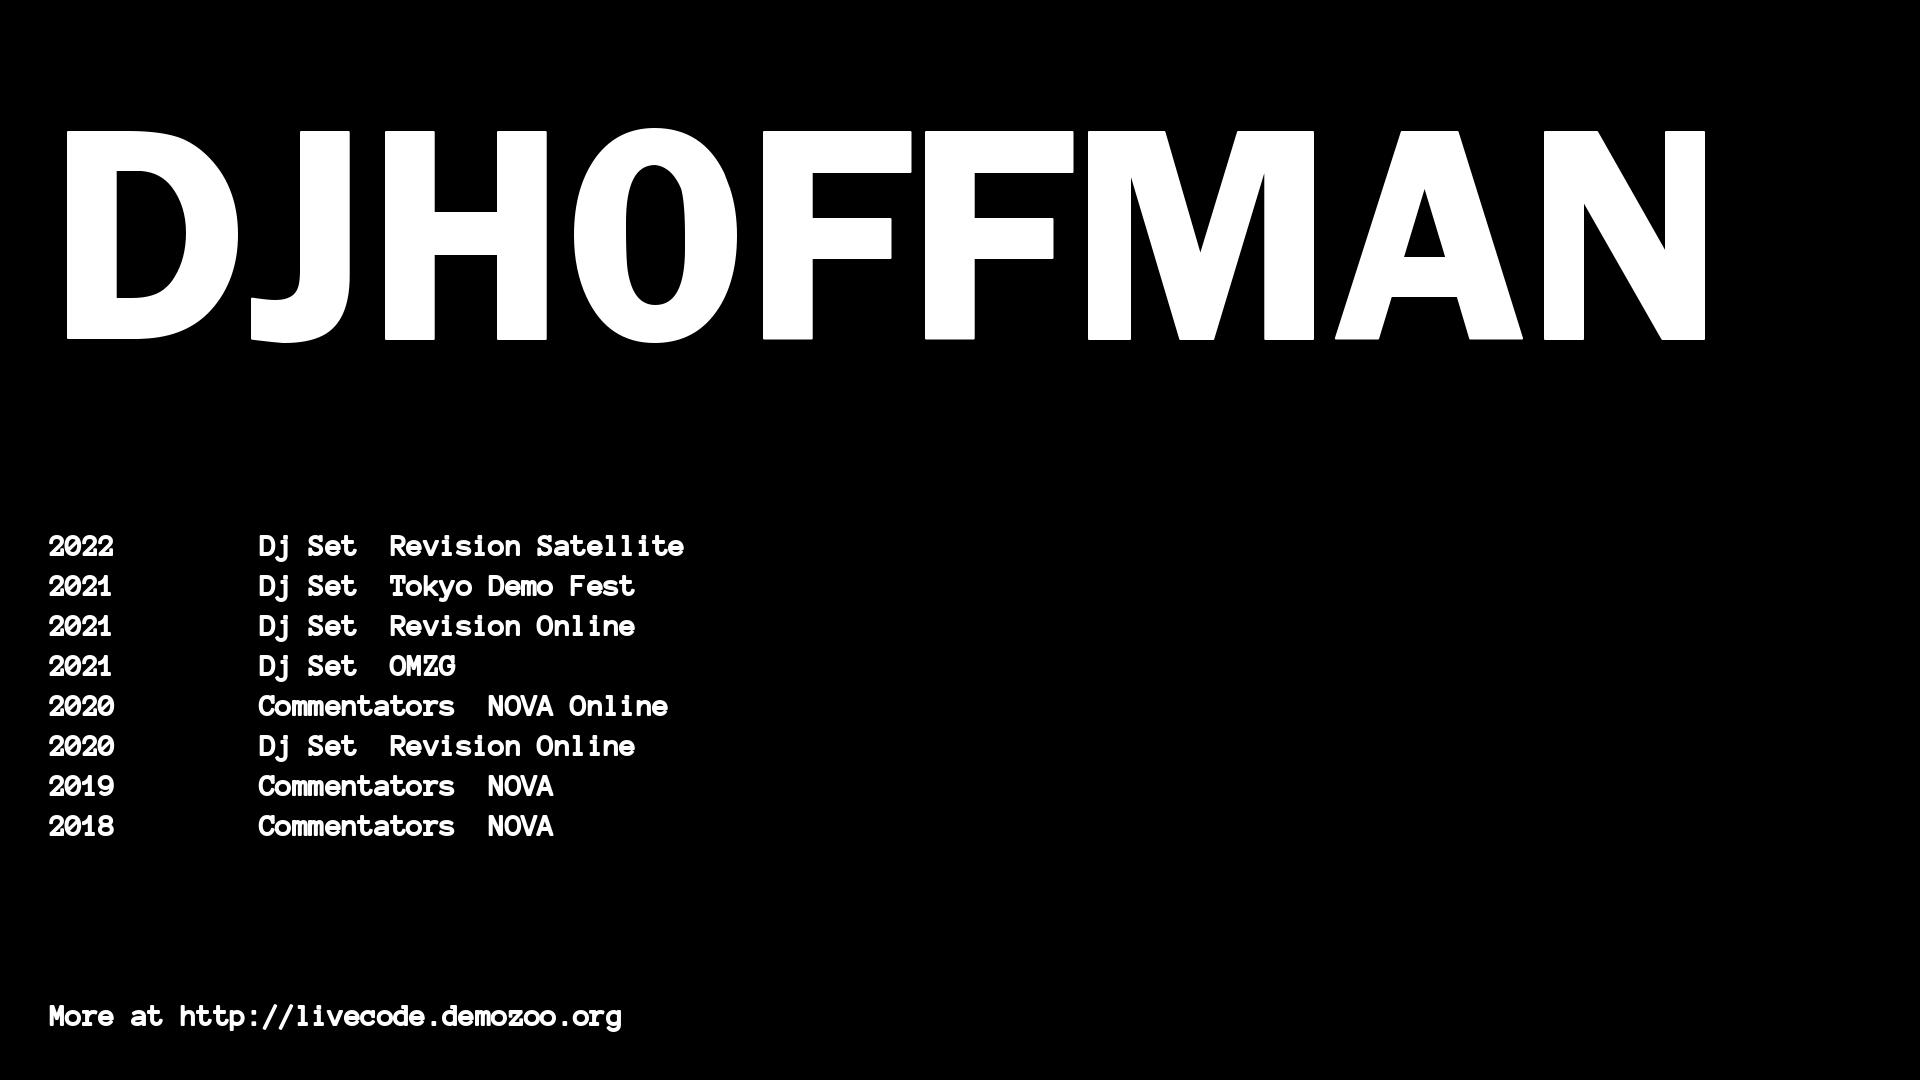 DJHOFFMAN
2022 Dj Set Revision Satellite
2021 Dj Set Tokyo Demo Fest
2021 Dj Set Revision Online
2021 Dj Set OMZG
2020 Commentators NOVA Online
2020 Dj Set Revision Online
2019 Commentators NOVA
2018 Commentators NOVA
More at http://livecode.demozoo.org